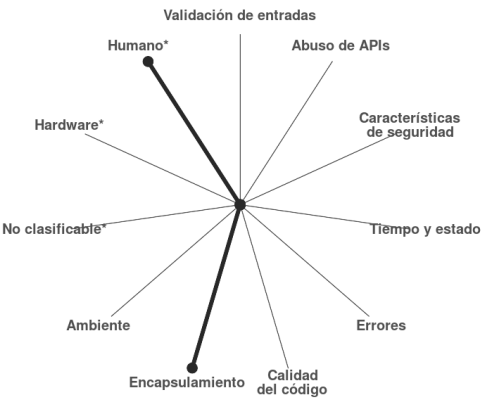 Validación de entradas
Humano*
Abuso de APIs
Hardware*
Características
de seguridad
No clasificable*
Tiempo y estado
Ambiente
Errores
Encapsulamiento
Calidad
del código